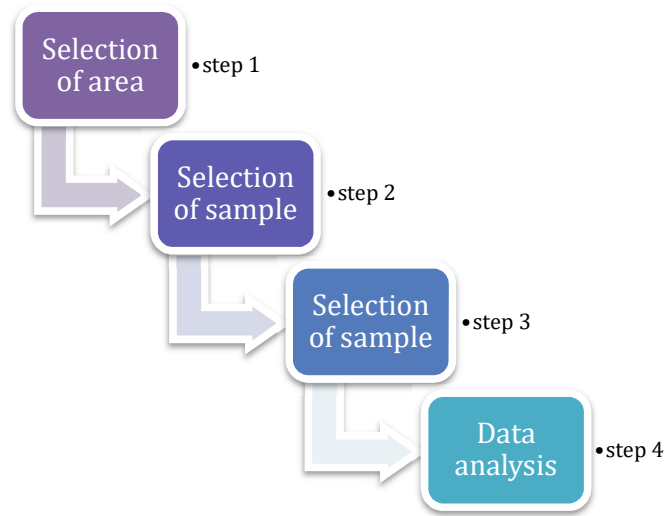 Selection
of area
•step 1
Selection
of sample
•step 2
Selection
of sample
•step 3
Data
analysis
•step 4